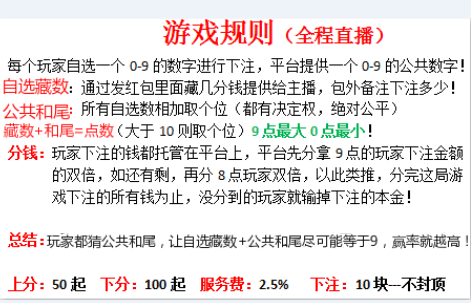 游戏规则（全程直播）
每个玩家自选一个 0-9 的数字进行下注，平台提供一个 0-9 的公共数字！
自选藏数：通过发红包里面藏几分钱提供给主播，包外备注下注多少！
公共和尾：所有自选数相加取个位（都有决定权，绝对公平）
藏数+和尾=点数（大于 10 则取个位）9 点最大 0 点最小！
分钱：玩家下注的钱都托管在平台上，平台先分拿 9 点的玩家下注金额
的双倍，如还有剩，再分 8 点玩家双倍，以此类推，分完这局游
戏下注的所有钱为止，没分到的玩家就输掉下注的本金！
总结：玩家都猜公共和尾，让自选藏数+公共和尾尽可能等于9，赢率就越高！
上分：50 起 下分：100 起 服务费：2.5% 下注：10 块---不封顶